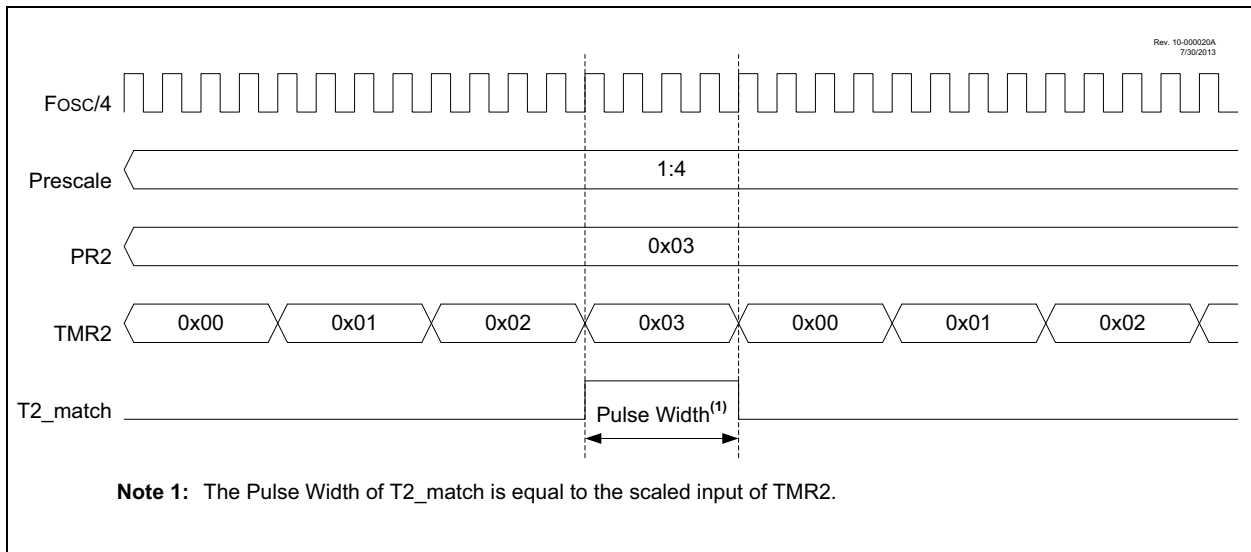 Rev. 10-000020A
7/30/2013
FOSC/4
Prescale
1:4
PR2
0x03
TMR2
0x00
0x01
0x02
0x03
0x00
0x01
0x02
T2_match
Pulse Width(1)
Note 1: The Pulse Width of T2_match is equal to the scaled input of TMR2.